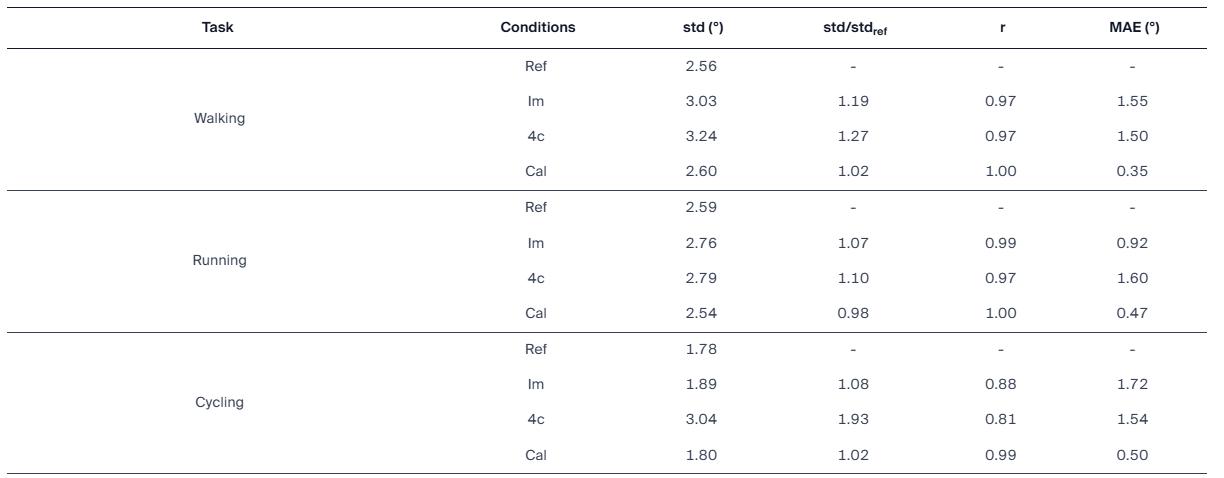 Task Conditions std (°) std/stdref r MAE (°)
Ref 2.56 - - -
Im 3.03 1.19 0.97 1.55
Walking
4c 3.24 1.27 0.97 1.50
Cal 2.60 1.02 1.00 0.35
Ref 2.59 - - -
Im 2.76 1.07 0.99 0.92
Running
4c 2.79 1.10 0.97 1.60
Cal 2.54 0.98 1.00 0.47
Ref 1.78 - - -
Im 1.89 1.08 0.88 1.72
Cycling
4c 3.04 1.93 0.81 1.54
Cal 1.80 1.02 0.99 0.50